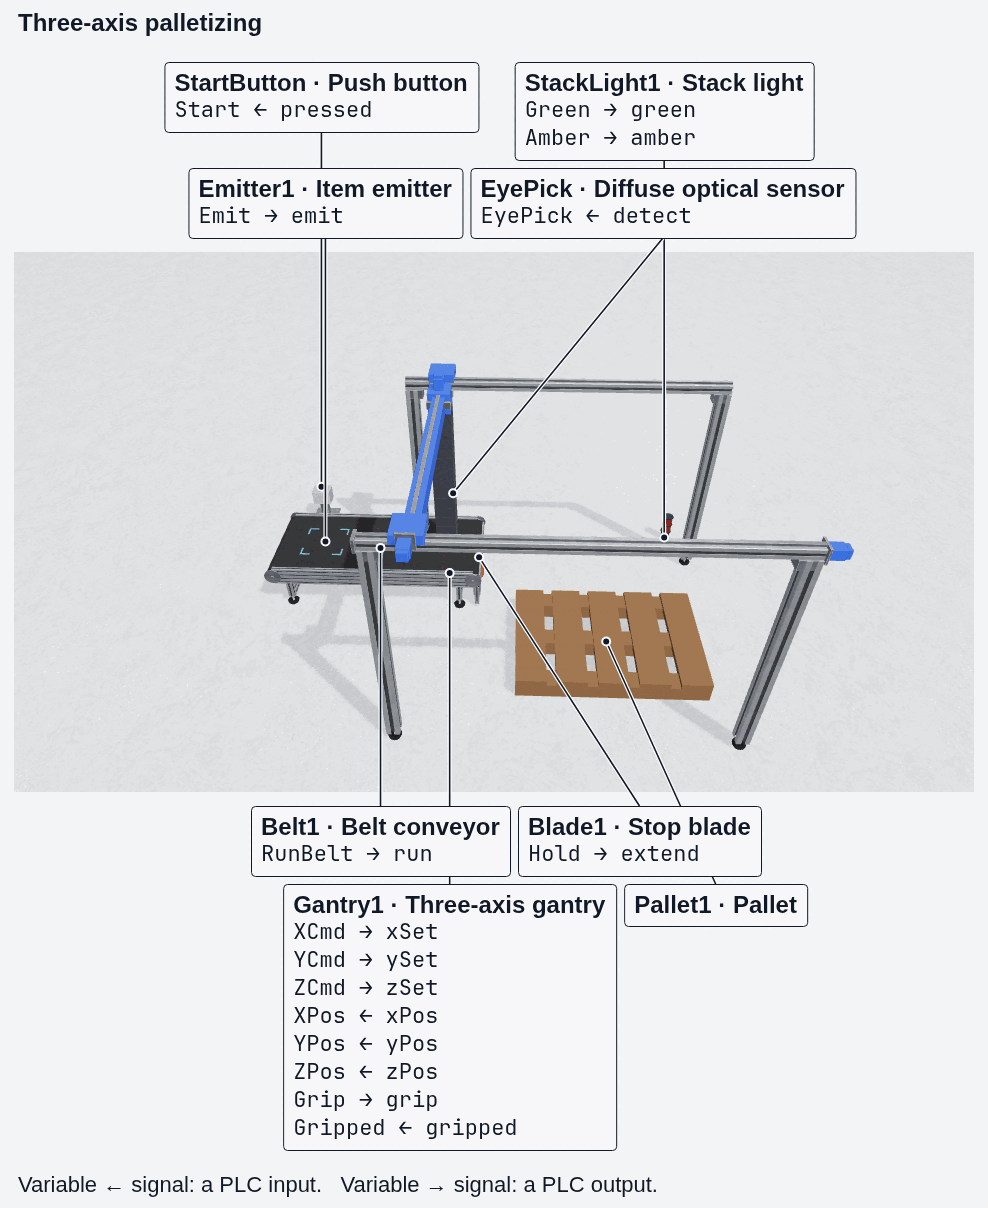 Three-axis palletizing
StartButton · Push button
Start ← pressed
StackLight1 · Stack light
Green → green
Amber → amber
Emitter1 · Item emitter
Emit → emit
EyePick · Diffuse optical sensor
EyePick ← detect
Belt1 · Belt conveyor
RunBelt → run
Blade1 · Stop blade
Hold → extend
Gantry1 · Three-axis gantry
XCmd → xSet
YCmd → ySet
ZCmd → zSet
XPos ← xPos
YPos ← yPos
ZPos ← zPos
Grip → grip
Gripped ← gripped
Pallet1 · Pallet
Variable ← signal: a PLC input. Variable → signal: a PLC output.